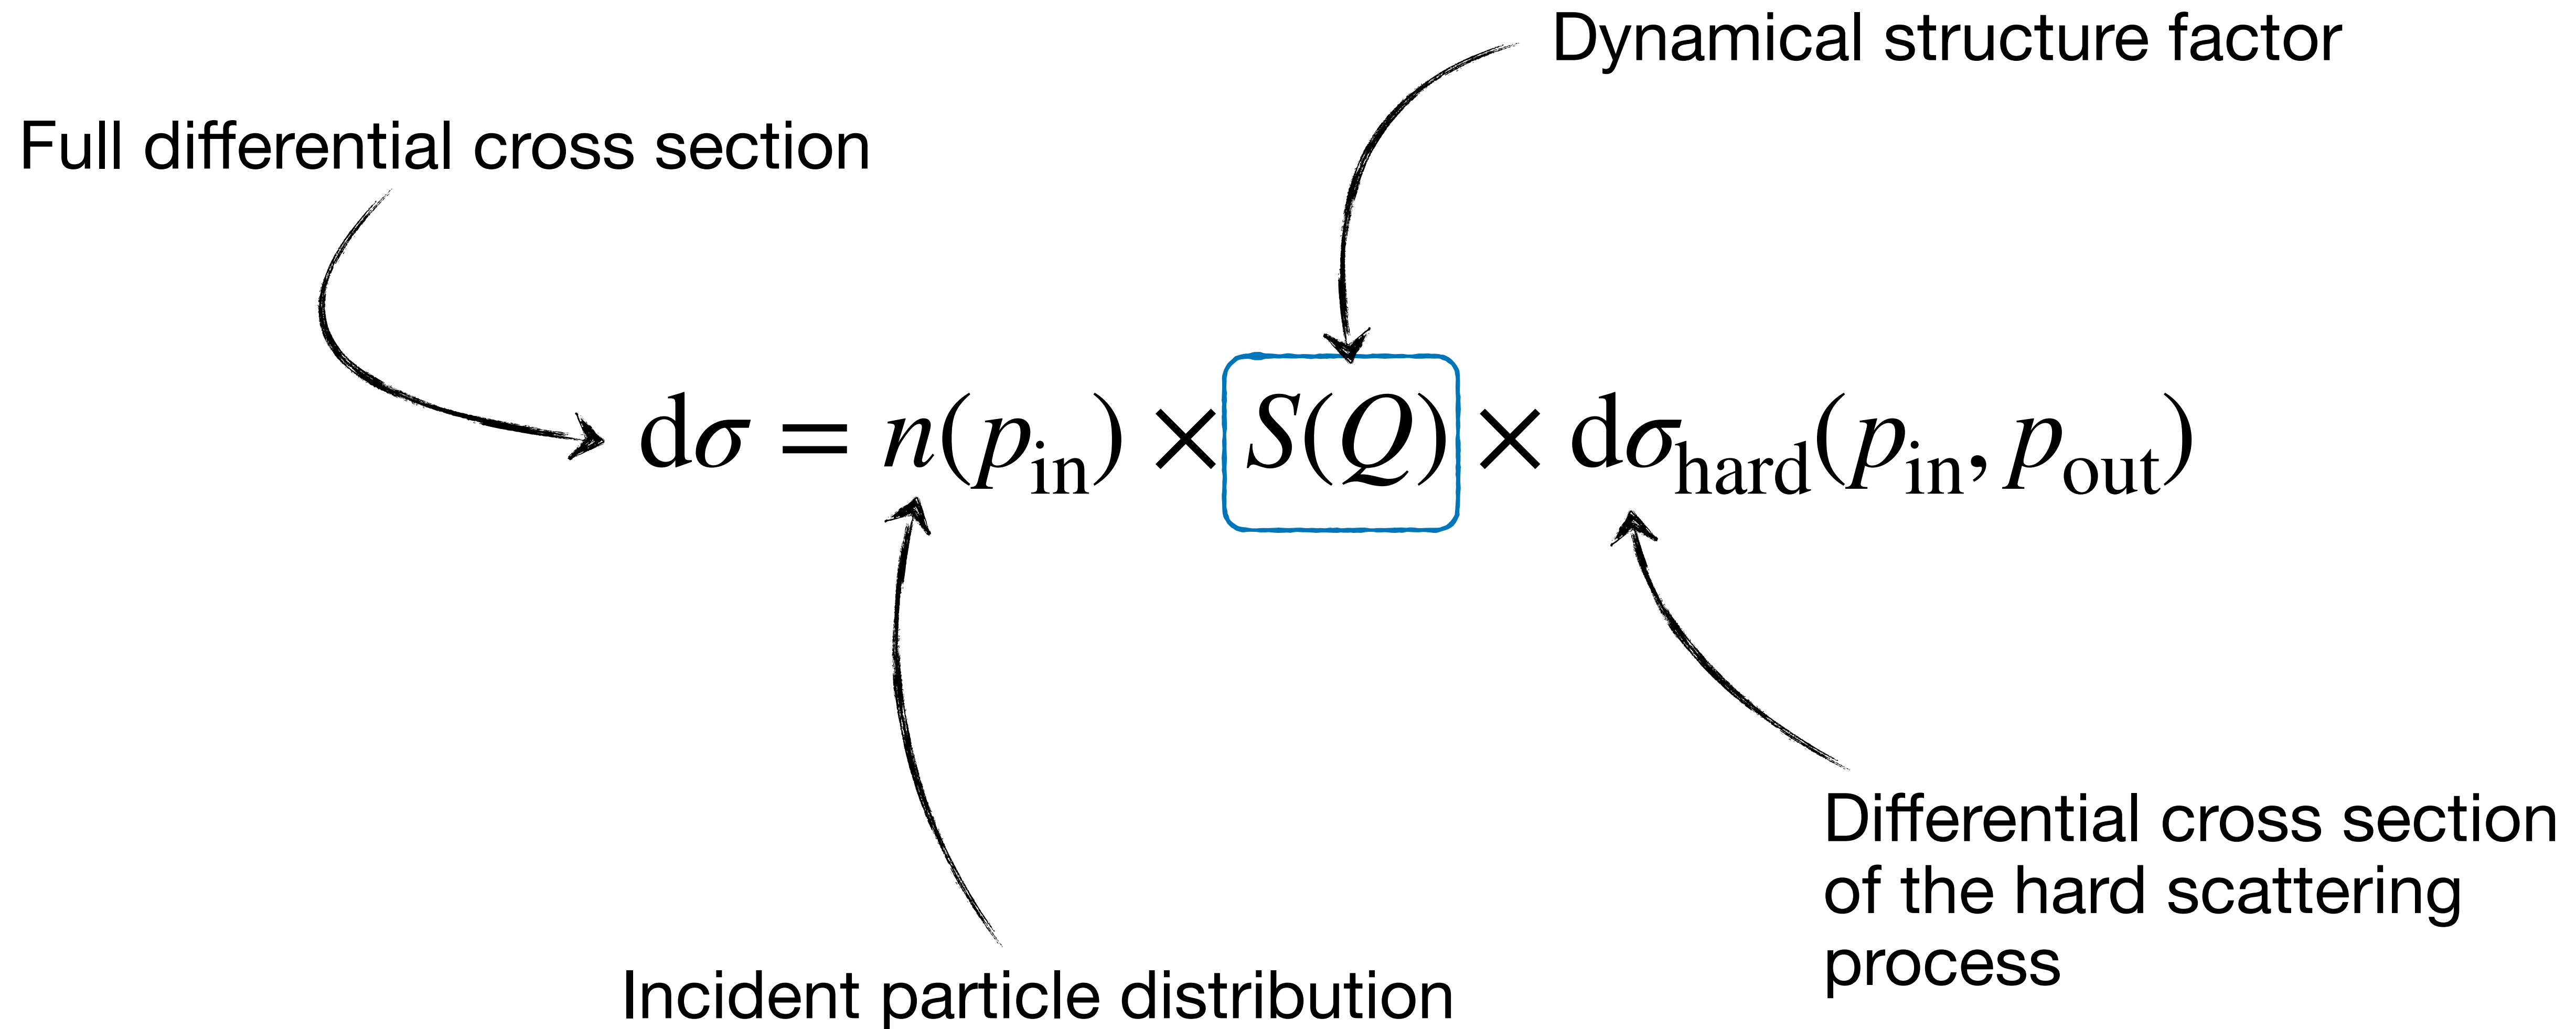 Dynamical structure factor
Full differential cross section
dσ = n(p_in) × S(Q) × dσ_hard(p_in, p_out)
Differential cross section
of the hard scattering
process
Incident particle distribution